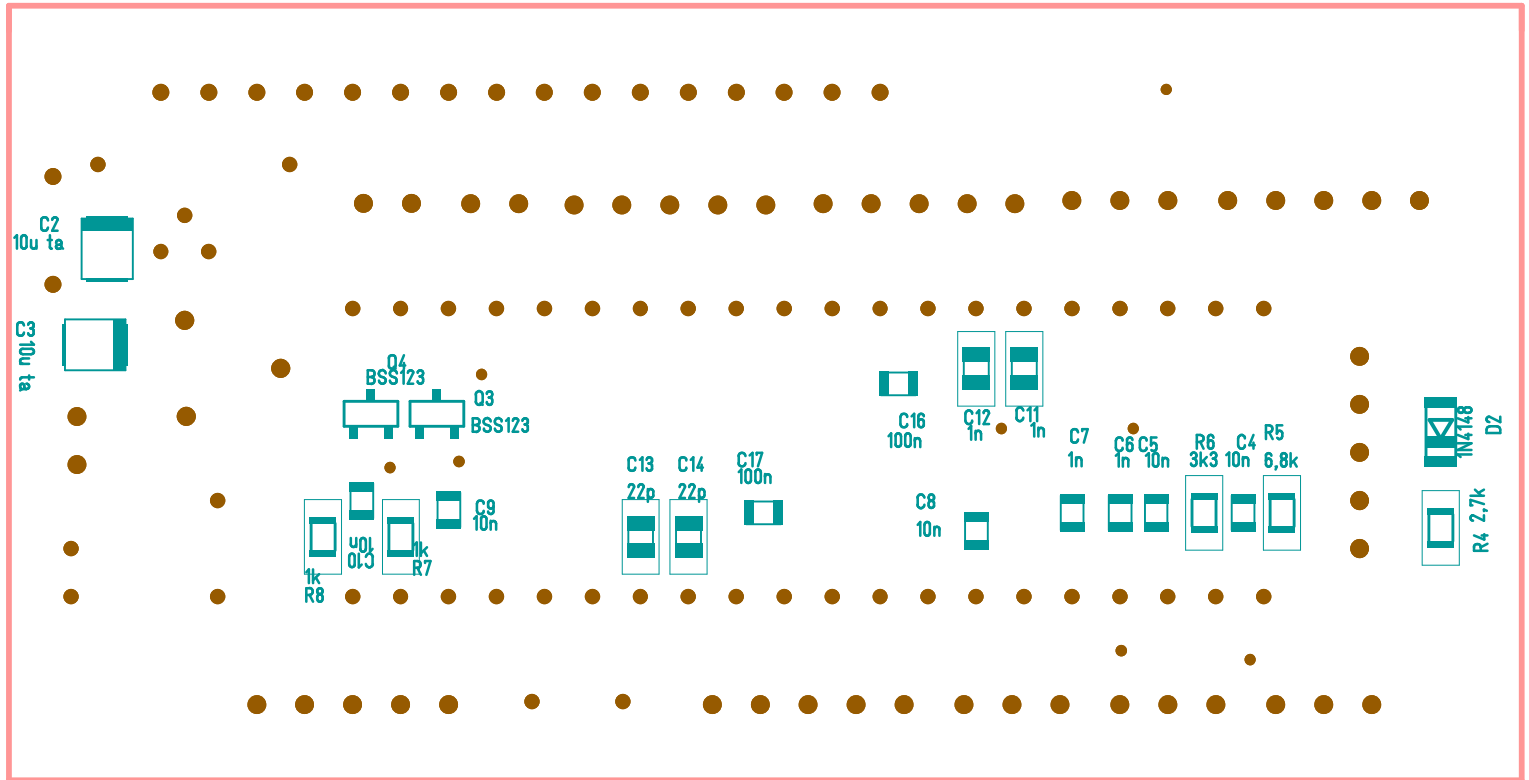 C2
10u ta
C3
10u ta
Q4
BSS123
Q3
BSS123
C16
100n
C12
1n
C11
1n
C7
1n
C6
1n
C5
10n
R6
3k3
C4
10n
R5
6,8k
1N4148
D2
C13
22p
C14
22p
C17
100n
C9
10n
C8
10n
10n
C10
1k
R7
1k
R8
R4 2,7k